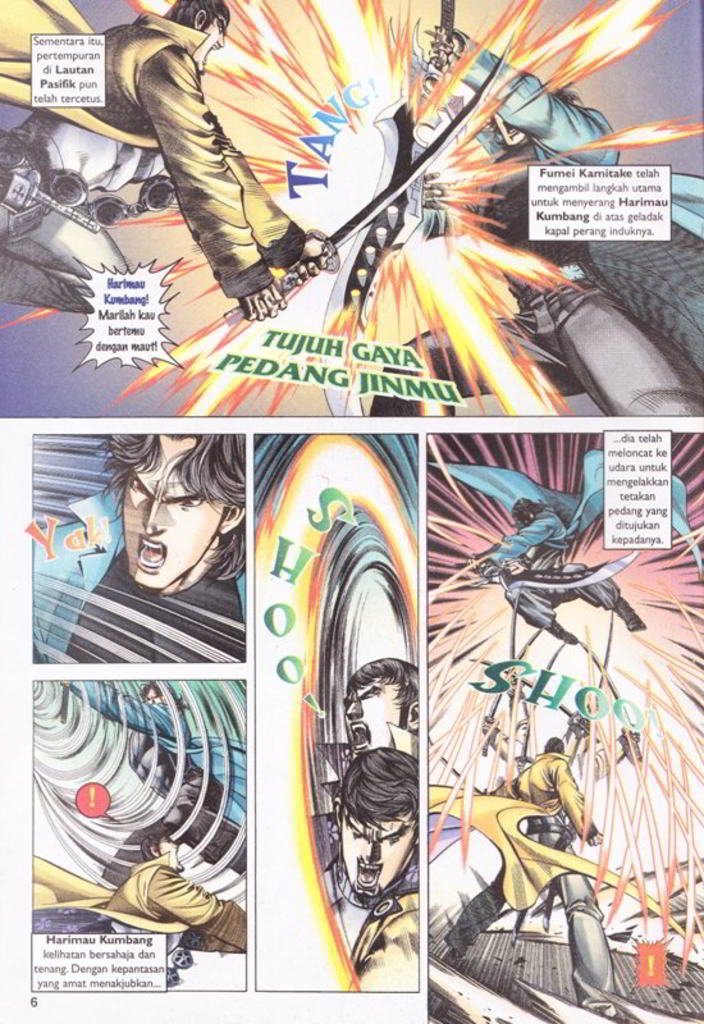 Sementara itu,
pertempuran
di Lautan
Pasifik pun
telah tercetus.
TANG!
Fumei Kamitake telah
mengambil langkah utama
untuk menyerang Harimau
Kumbang di atas geladak
kapal perang induknya.
Harimau
Kumbang!
Marilah kau
bertemu
dengan maut!
TUJUH GAYA
PEDANG JINMU
Yak!
SHOO!
...dia telah
meloncat ke
udara untuk
mengelakkan
tetakan
pedang yang
ditujukan
kepadanya.
SHOO!
!
Harimau Kumbang
kelihatan bersahaja dan
tenang. Dengan kepantasan
yang amat menakjubkan...
!
6